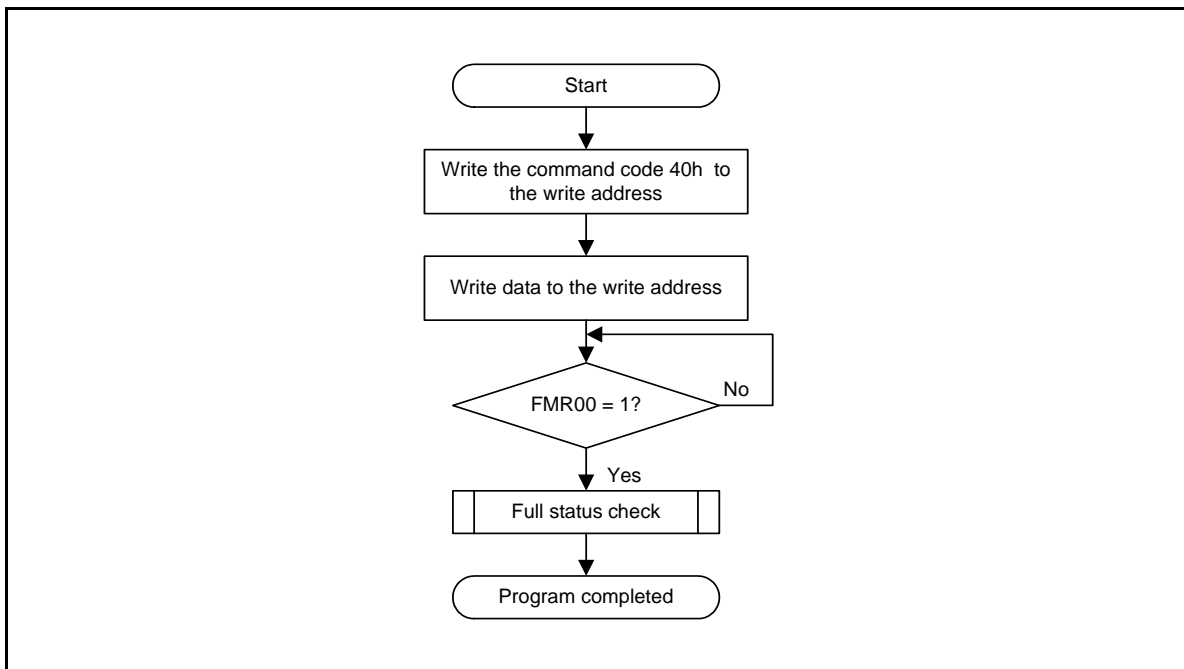 Start
Write the command code 40h to
the write address
Write data to the write address
FMR00 = 1?
No
Yes
Full status check
Program completed